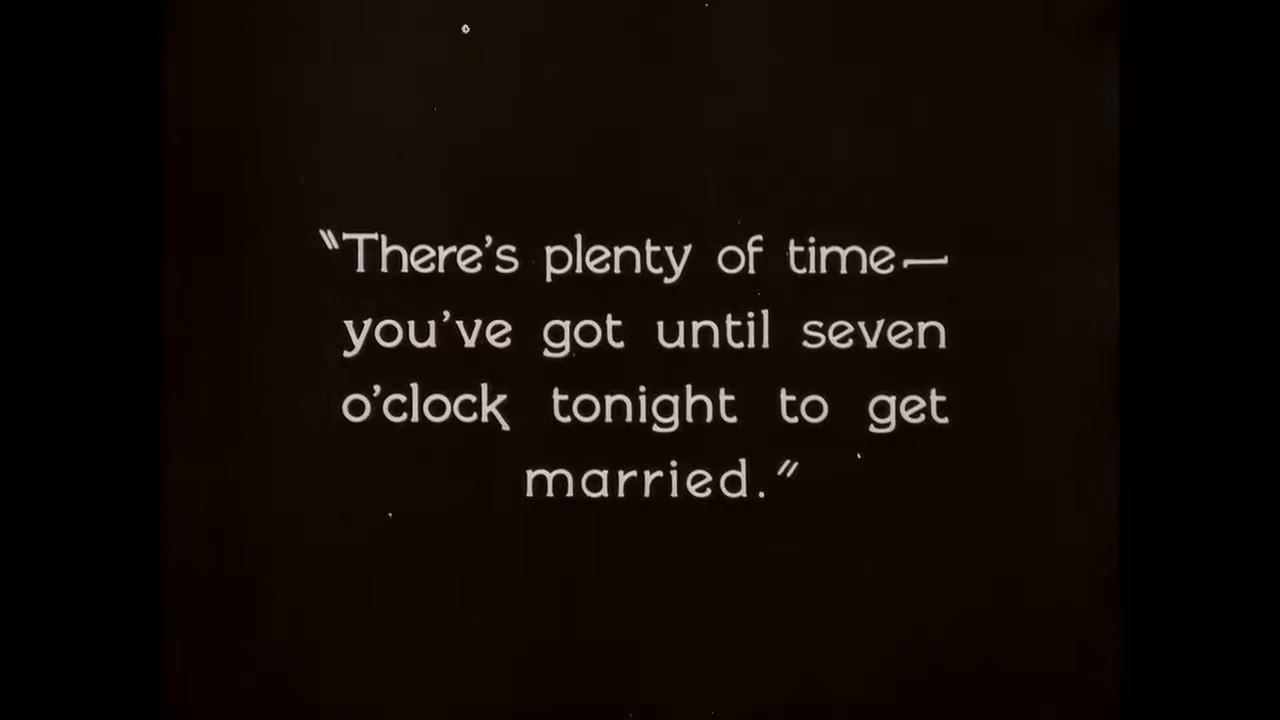 "There's plenty of time—
you've got until seven
o'clock tonight to get
married."